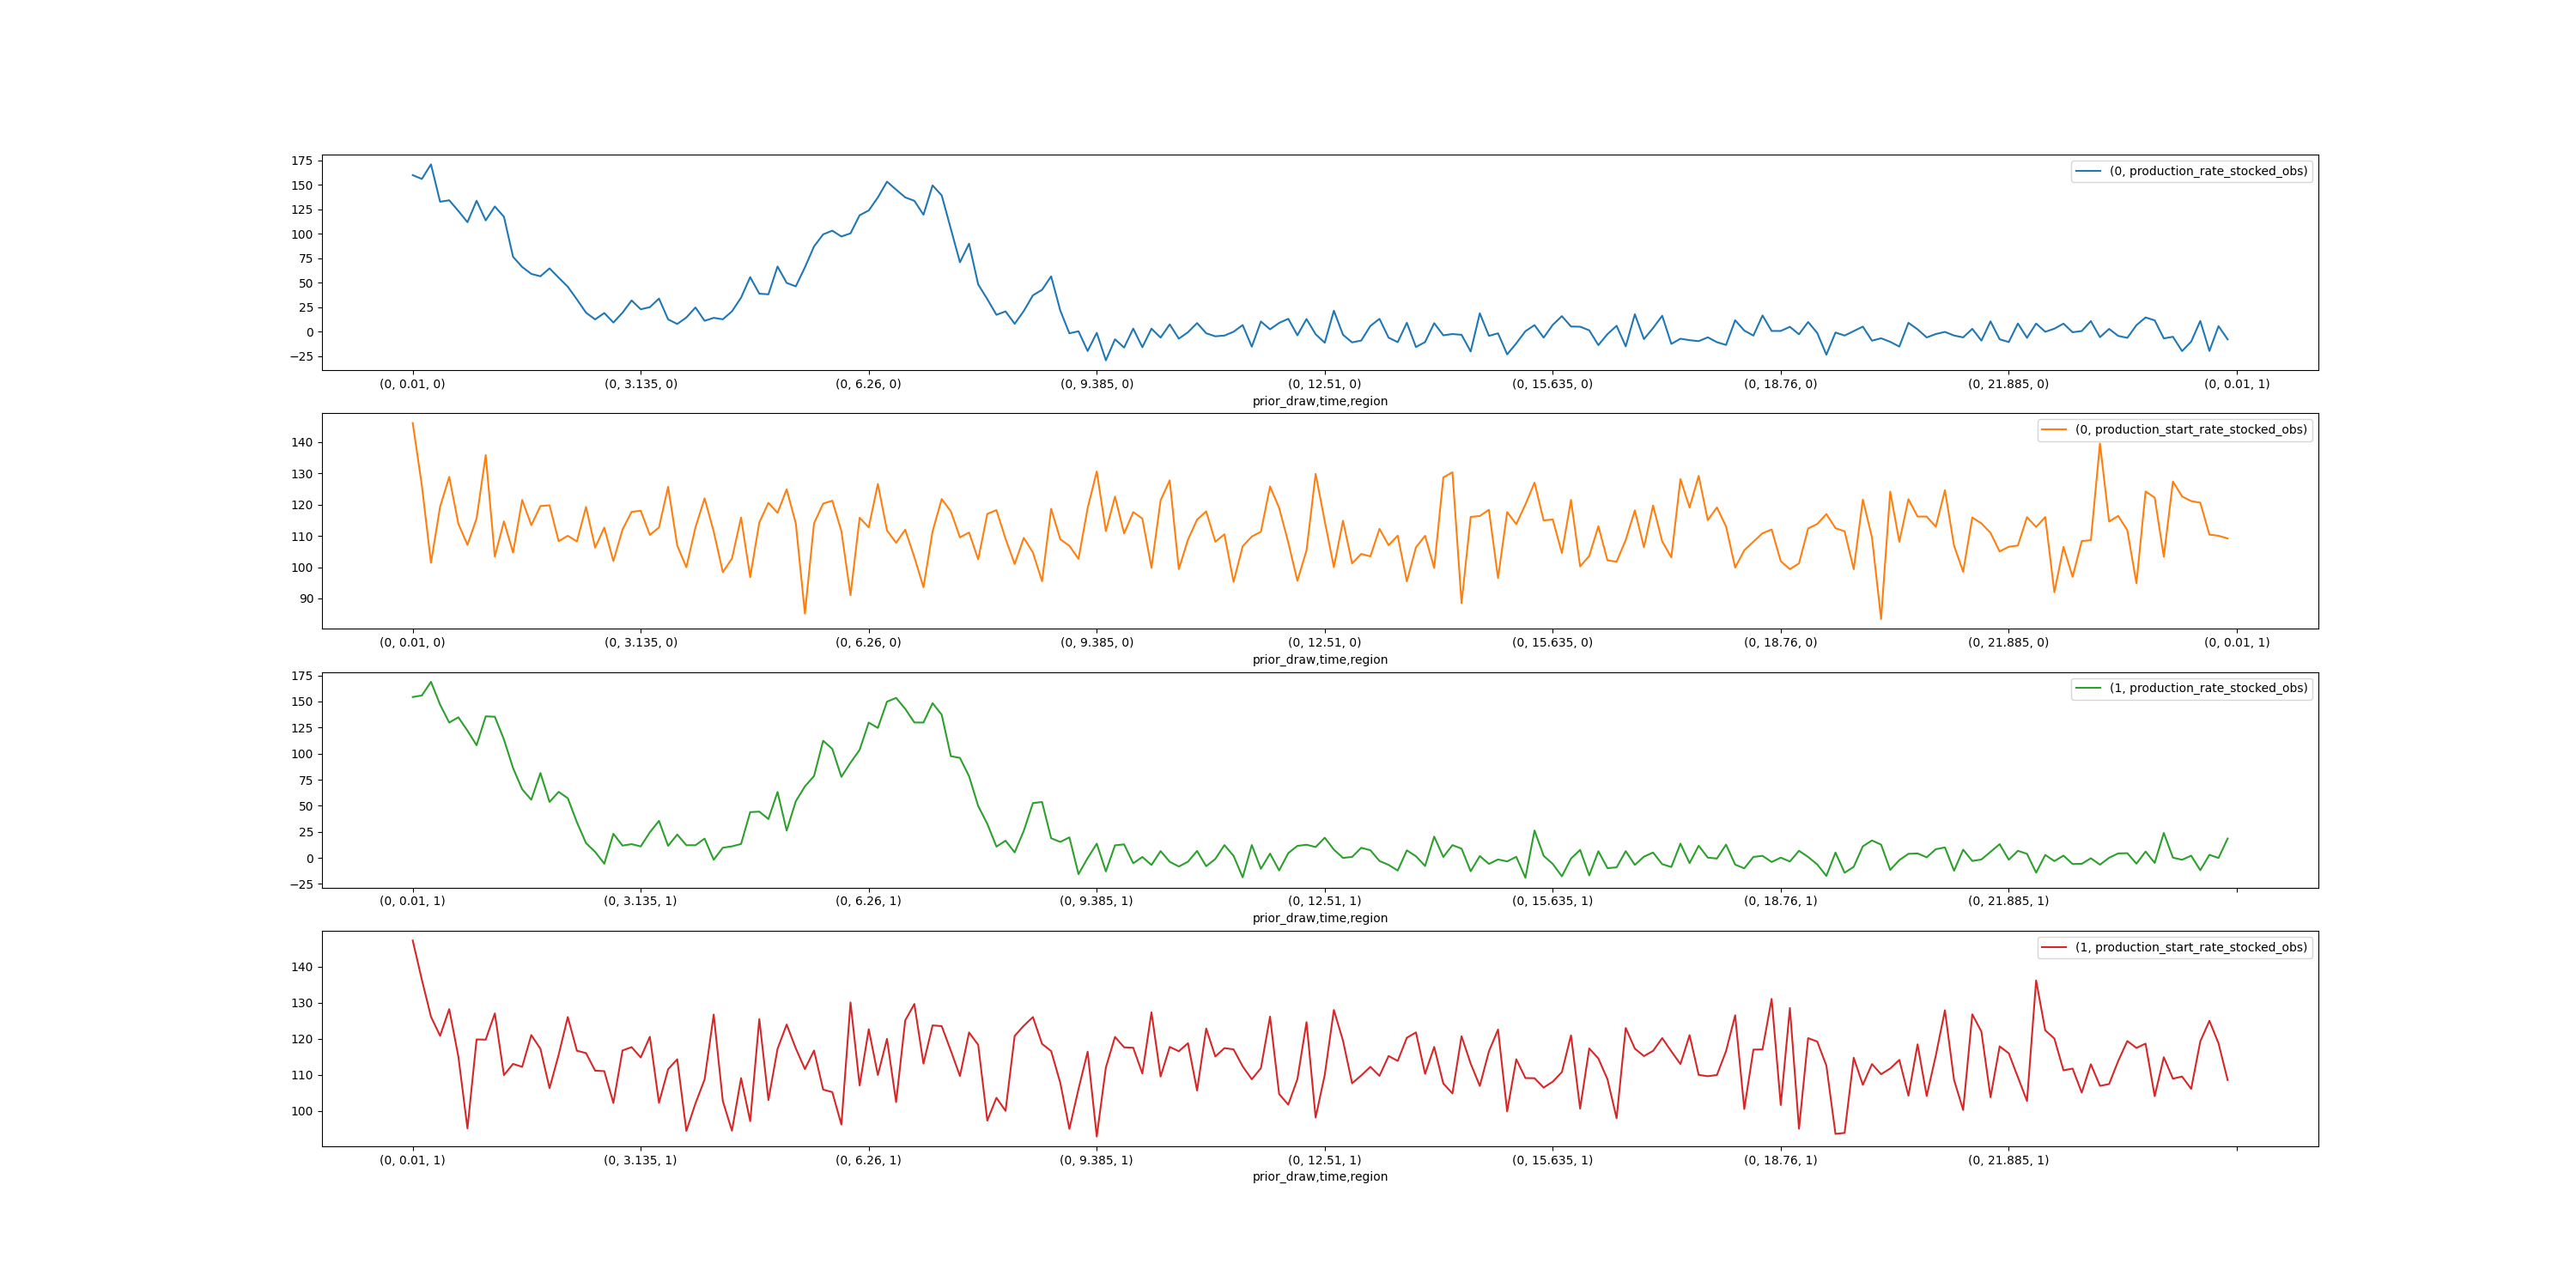 175
150
125
100
75
50
25
0
−25
(0, production_rate_stocked_obs)
(0, 0.01, 0) (0, 3.135, 0) (0, 6.26, 0) (0, 9.385, 0) (0, 12.51, 0) (0, 15.635, 0) (0, 18.76, 0) (0, 21.885, 0) (0, 0.01, 1)
prior_draw,time,region
140
130
120
110
100
90
(0, production_start_rate_stocked_obs)
(0, 0.01, 0) (0, 3.135, 0) (0, 6.26, 0) (0, 9.385, 0) (0, 12.51, 0) (0, 15.635, 0) (0, 18.76, 0) (0, 21.885, 0) (0, 0.01, 1)
prior_draw,time,region
175
150
125
100
75
50
25
0
−25
(1, production_rate_stocked_obs)
(0, 0.01, 1) (0, 3.135, 1) (0, 6.26, 1) (0, 9.385, 1) (0, 12.51, 1) (0, 15.635, 1) (0, 18.76, 1) (0, 21.885, 1)
prior_draw,time,region
140
130
120
110
100
(1, production_start_rate_stocked_obs)
(0, 0.01, 1) (0, 3.135, 1) (0, 6.26, 1) (0, 9.385, 1) (0, 12.51, 1) (0, 15.635, 1) (0, 18.76, 1) (0, 21.885, 1)
prior_draw,time,region